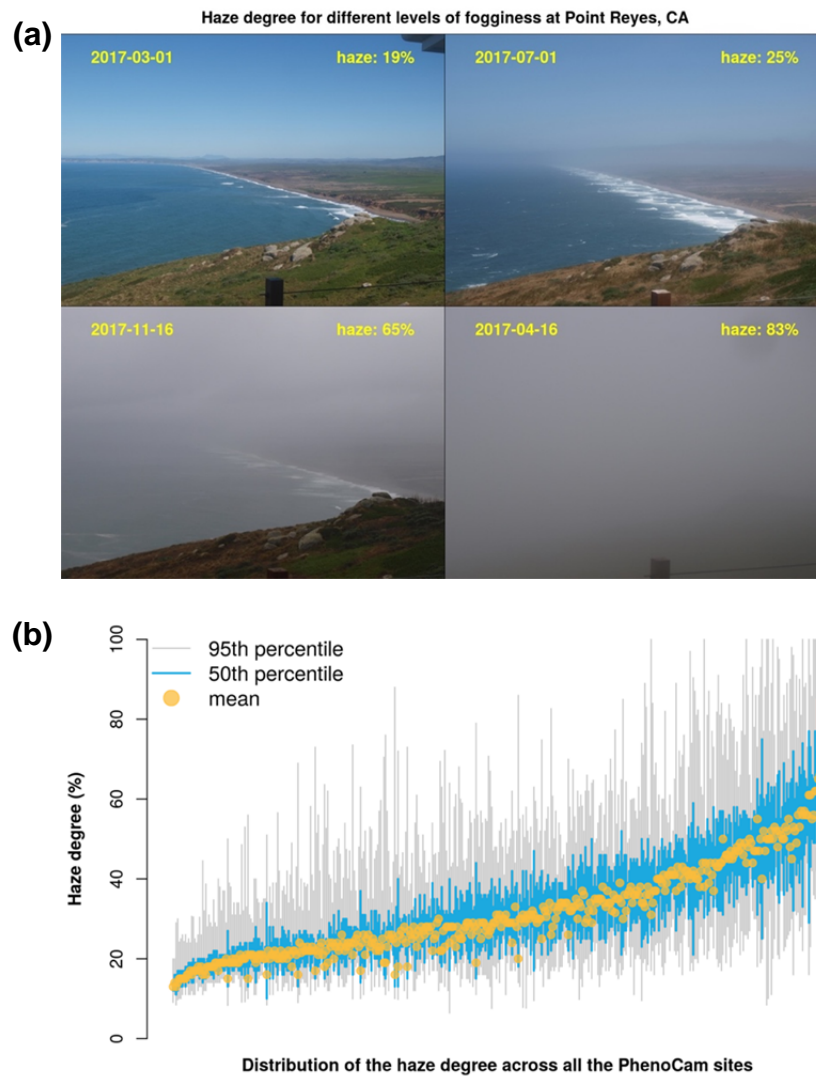 Haze degree for different levels of fogginess at Point Reyes, CA
(a)
2017-03-01
haze: 19%
2017-07-01
haze: 25%
2017-11-16
haze: 65%
2017-04-16
haze: 83%
(b)
95th percentile
50th percentile
mean
100
80
60
40
20
0
Haze degree (%)
Distribution of the haze degree across all the PhenoCam sites